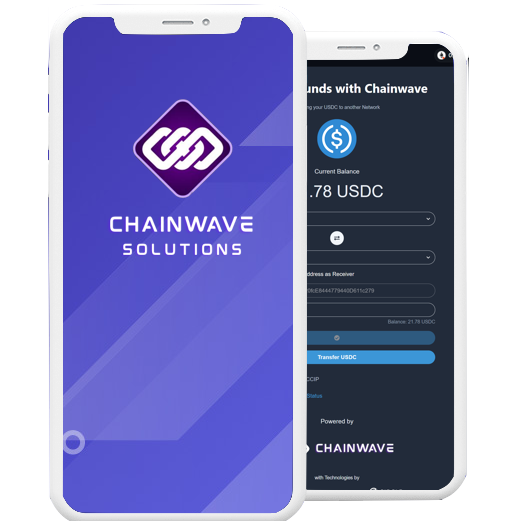 CHAINWAVE
SOLUTIONS
unds with Chainwave
ng your USDC to another Network
Current Balance
.78 USDC
ddress as Receiver
Balance: 21.78 USDC
Transfer USDC
CCIP
Status
Powered by
CHAINWAVE
with Technologies by